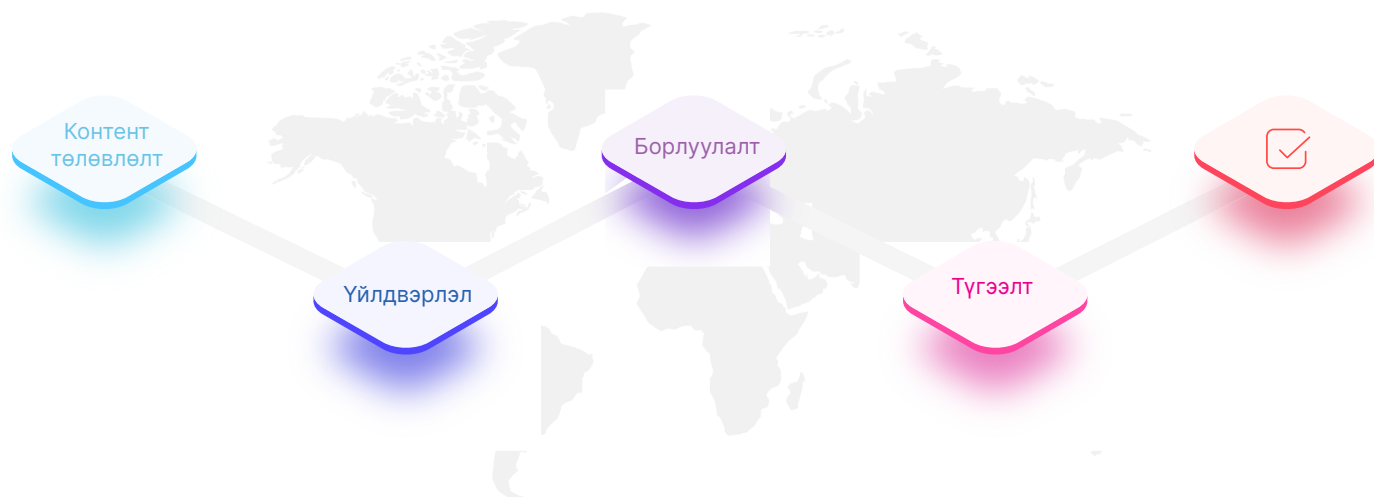 Контент
төлөвлөлт
Үйлдвэрлэл
Борлуулалт
Түгээлт